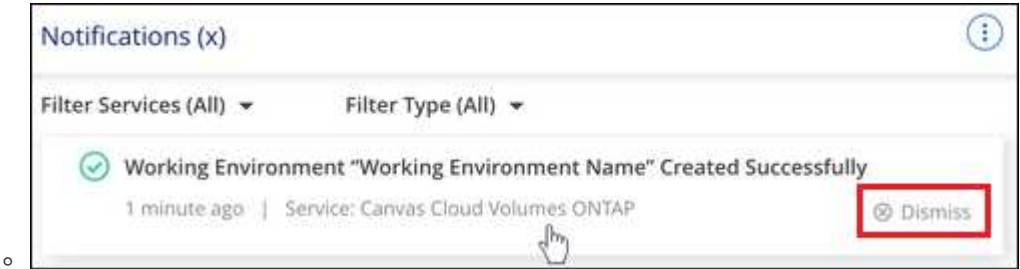 Notifications (x)
Filter Services (All) Filter Type (All)
Working Environment “Working Environment Name” Created Successfully
1 minute ago | Service: Canvas Cloud Volumes ONTAP Dismiss